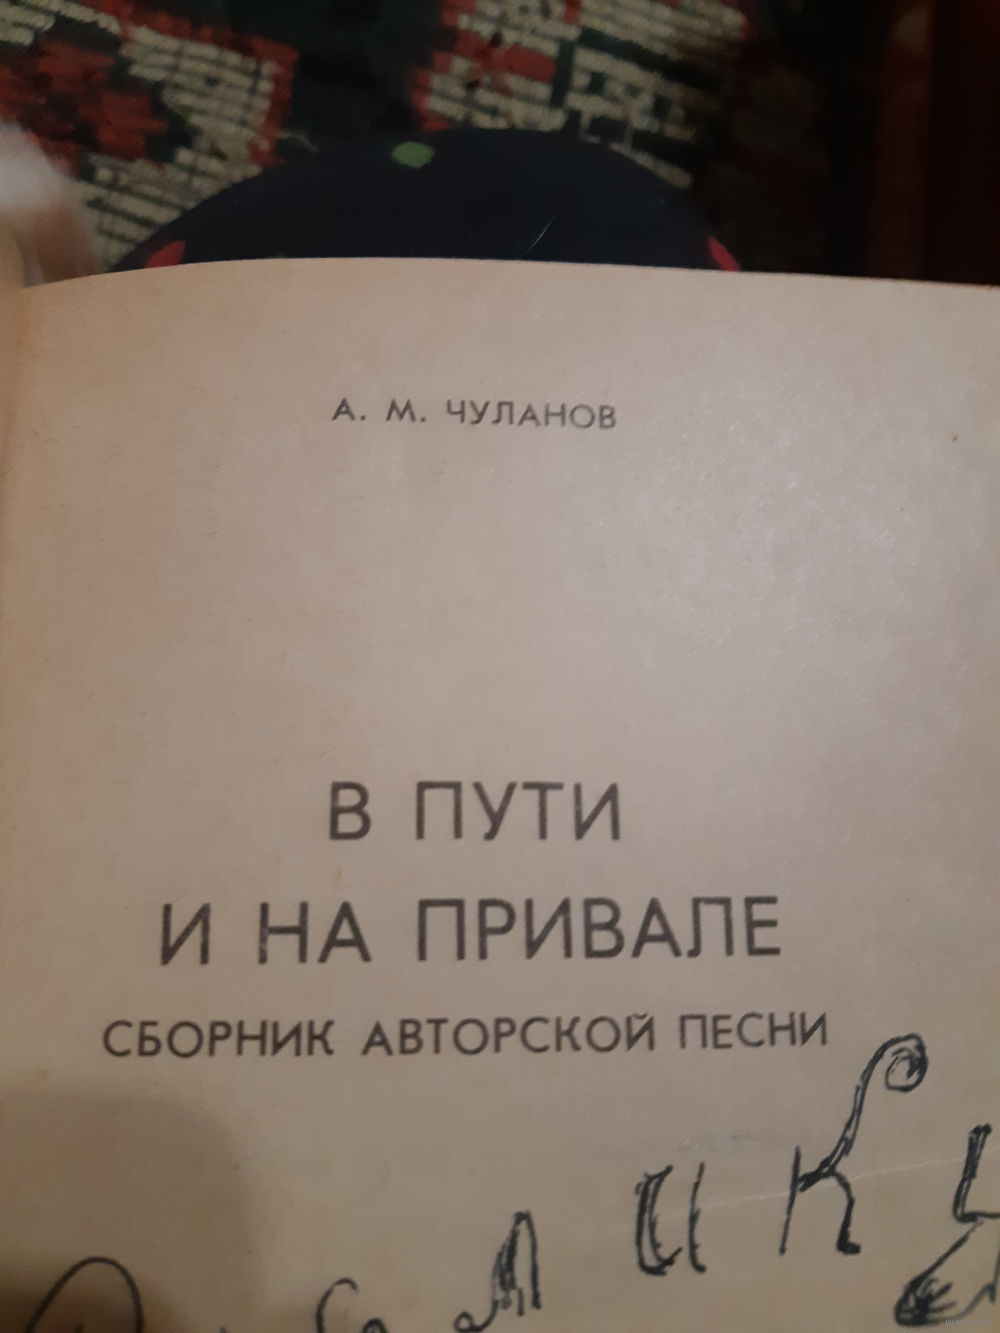 А. М. ЧУЛАНОВ
В ПУТИ
И НА ПРИВАЛЕ
СБОРНИК АВТОРСКОЙ ПЕСНИ